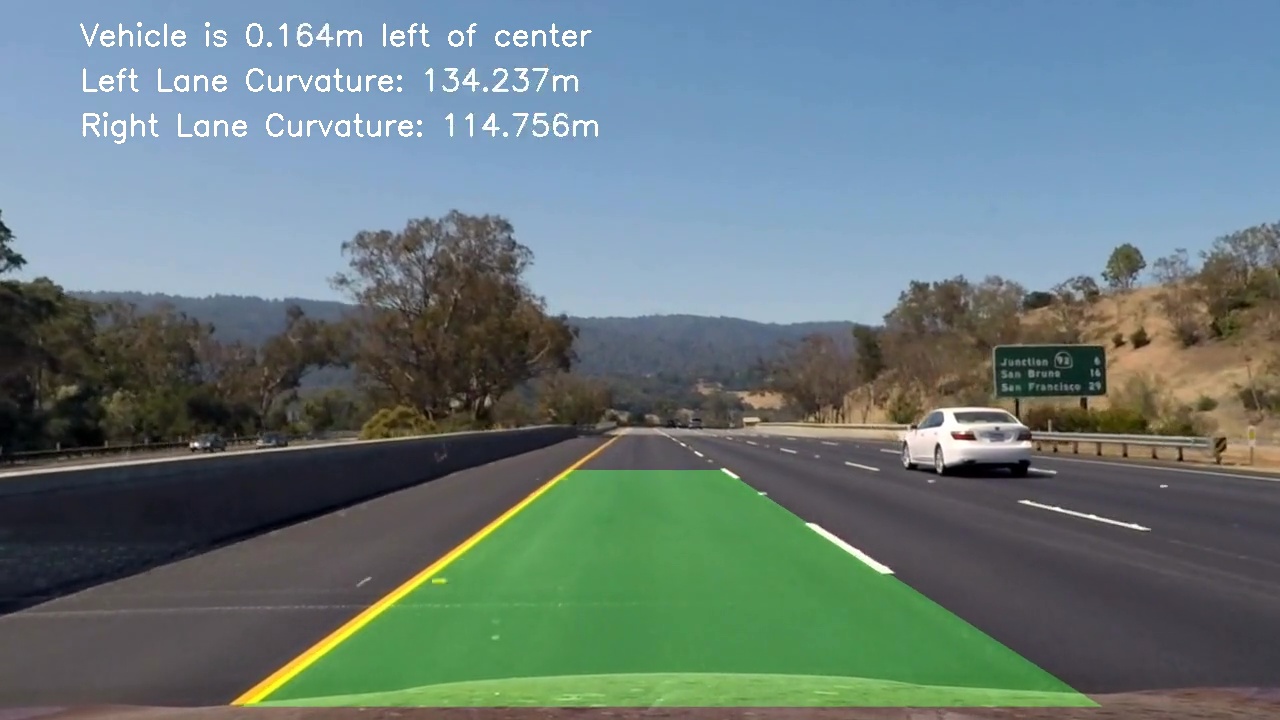 Vehicle is 0.164m left of center
Left Lane Curvature: 134.237m
Right Lane Curvature: 114.756m
Junction 92 6
San Bruno 16
San Francisco 29